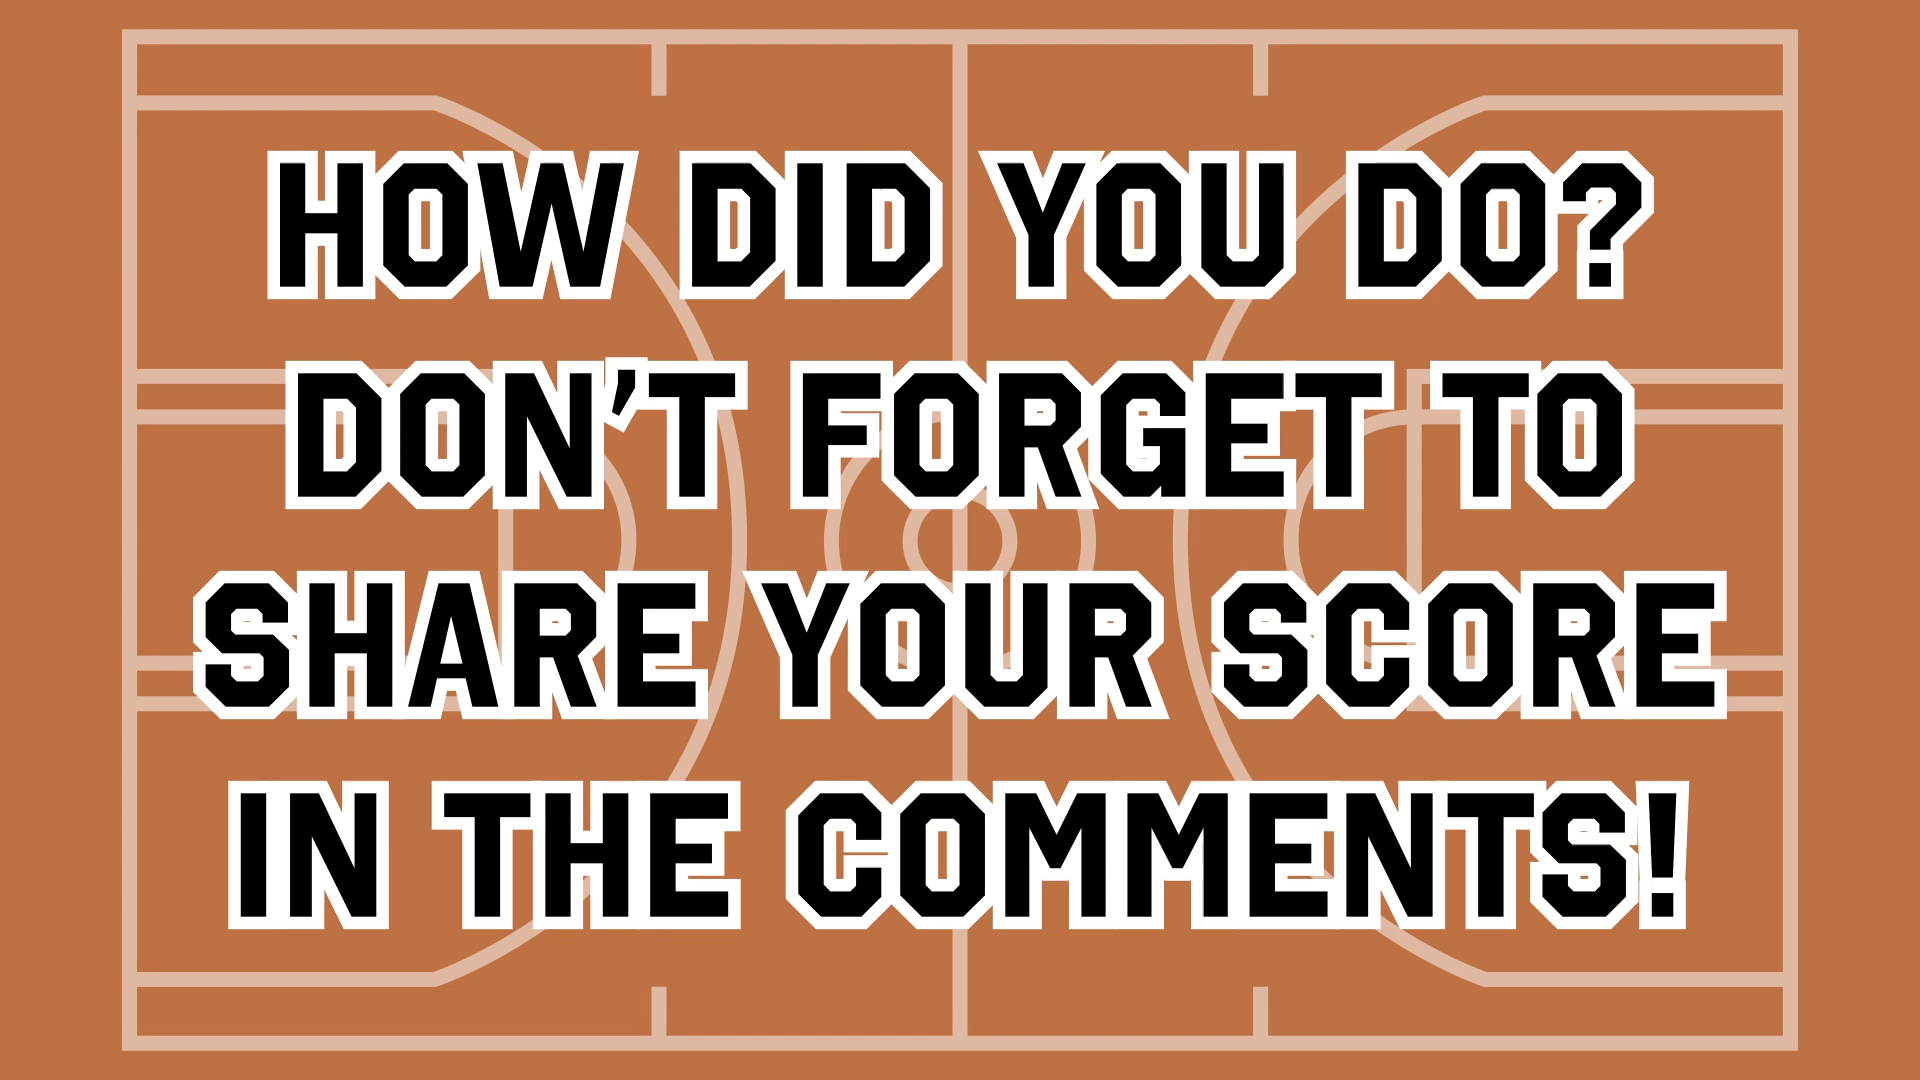 HOW DID YOU DO?
DON’T FORGET TO
SHARE YOUR SCORE
IN THE COMMENTS!